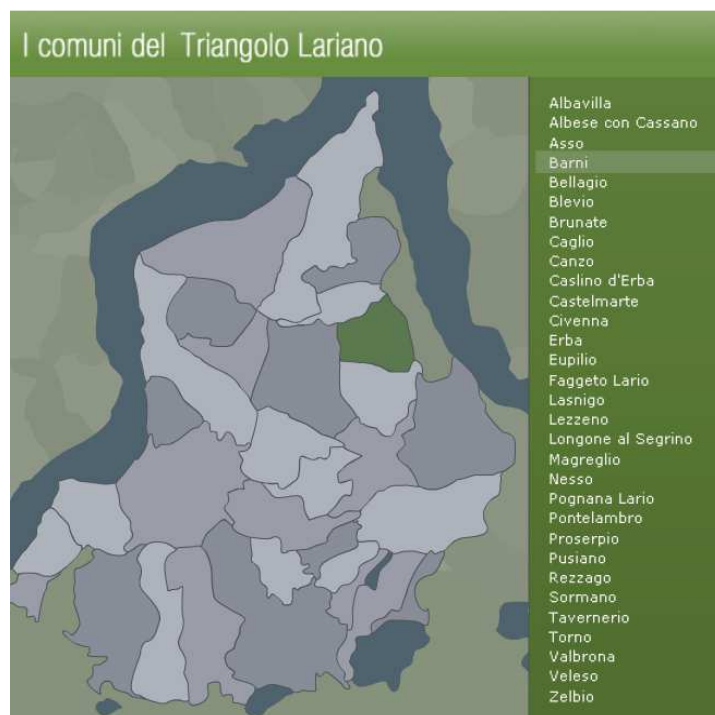 I comuni del Triangolo Lariano
Albavilla
Albese con Cassano
Asso
Barni
Bellagio
Blevio
Brunate
Caglio
Canzo
Caslino d'Erba
Castelmarte
Civenna
Erba
Eupilio
Faggeto Lario
Lasnigo
Lezzeno
Longone al Segrino
Magreglio
Nesso
Pognana Lario
Pontelambro
Proserpio
Pusiano
Rezzago
Sormano
Tavernerio
Torno
Valbrona
Veleso
Zelbio